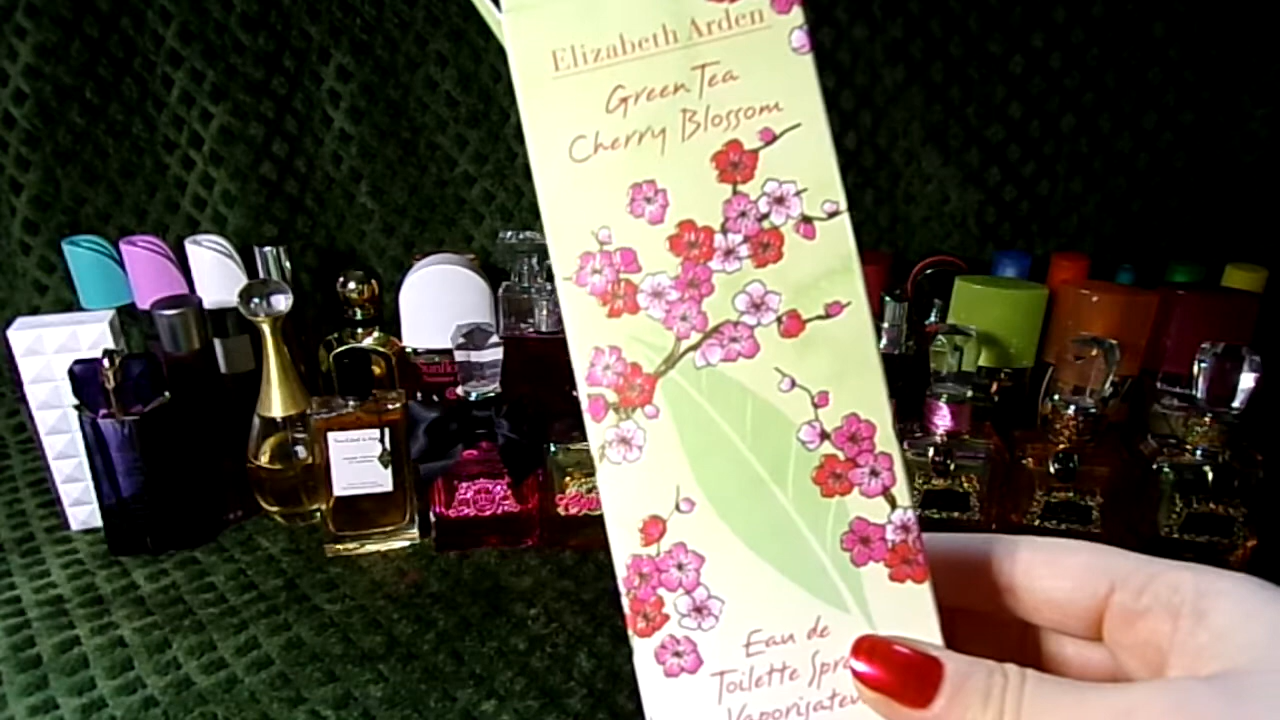 Elizabeth Arden
Green Tea
Cherry Blossom
Eau de
Toilette Spra
Vaporisateu